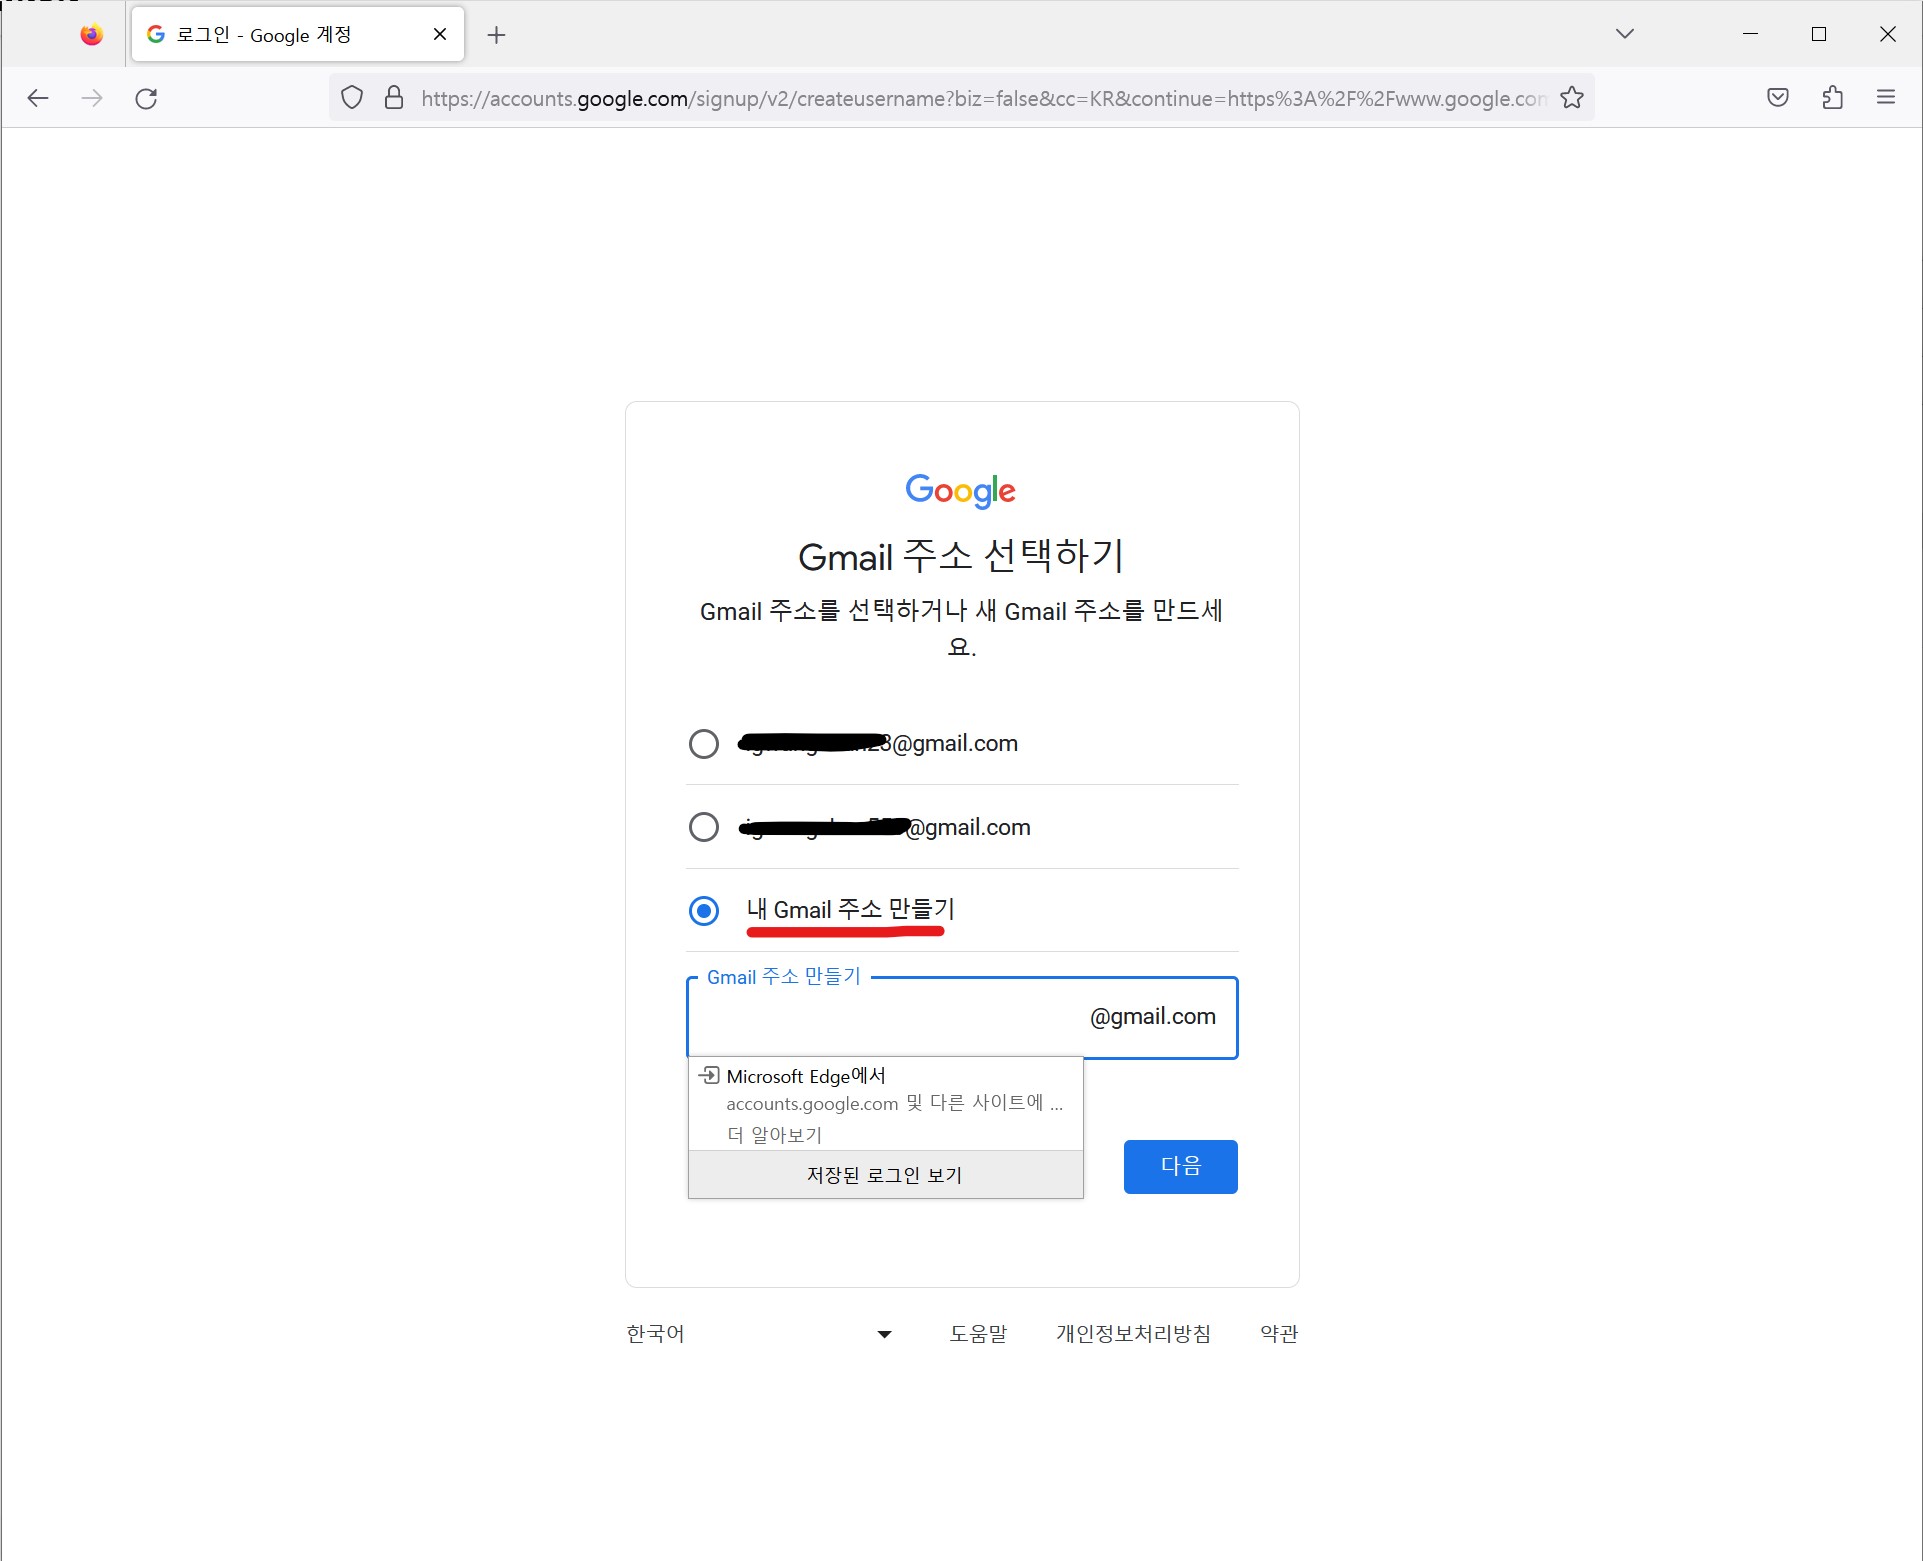 로그인 - Google 계정
https://accounts.google.com/signup/v2/createusername?biz=false&cc=KR&continue=https%3A%2F%2Fwww.google.com
Google
Gmail 주소 선택하기
Gmail 주소를 선택하거나 새 Gmail 주소를 만드세
요.
@gmail.com
@gmail.com
내 Gmail 주소 만들기
Gmail 주소 만들기
@gmail.com
Microsoft Edge에서
accounts.google.com 및 다른 사이트에 ...
더 알아보기
저장된 로그인 보기
다음
한국어
도움말
개인정보처리방침
약관